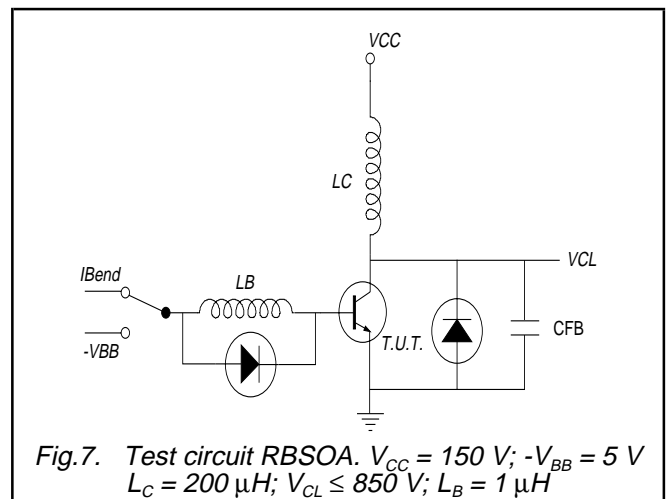 VCC
LC
IBend
LB
VCL
-VBB
T.U.T.
CFB
Fig.7. Test circuit RBSOA. VCC = 150 V; -VBB = 5 V
LC = 200 μH; VCL ≤ 850 V; LB = 1 μH